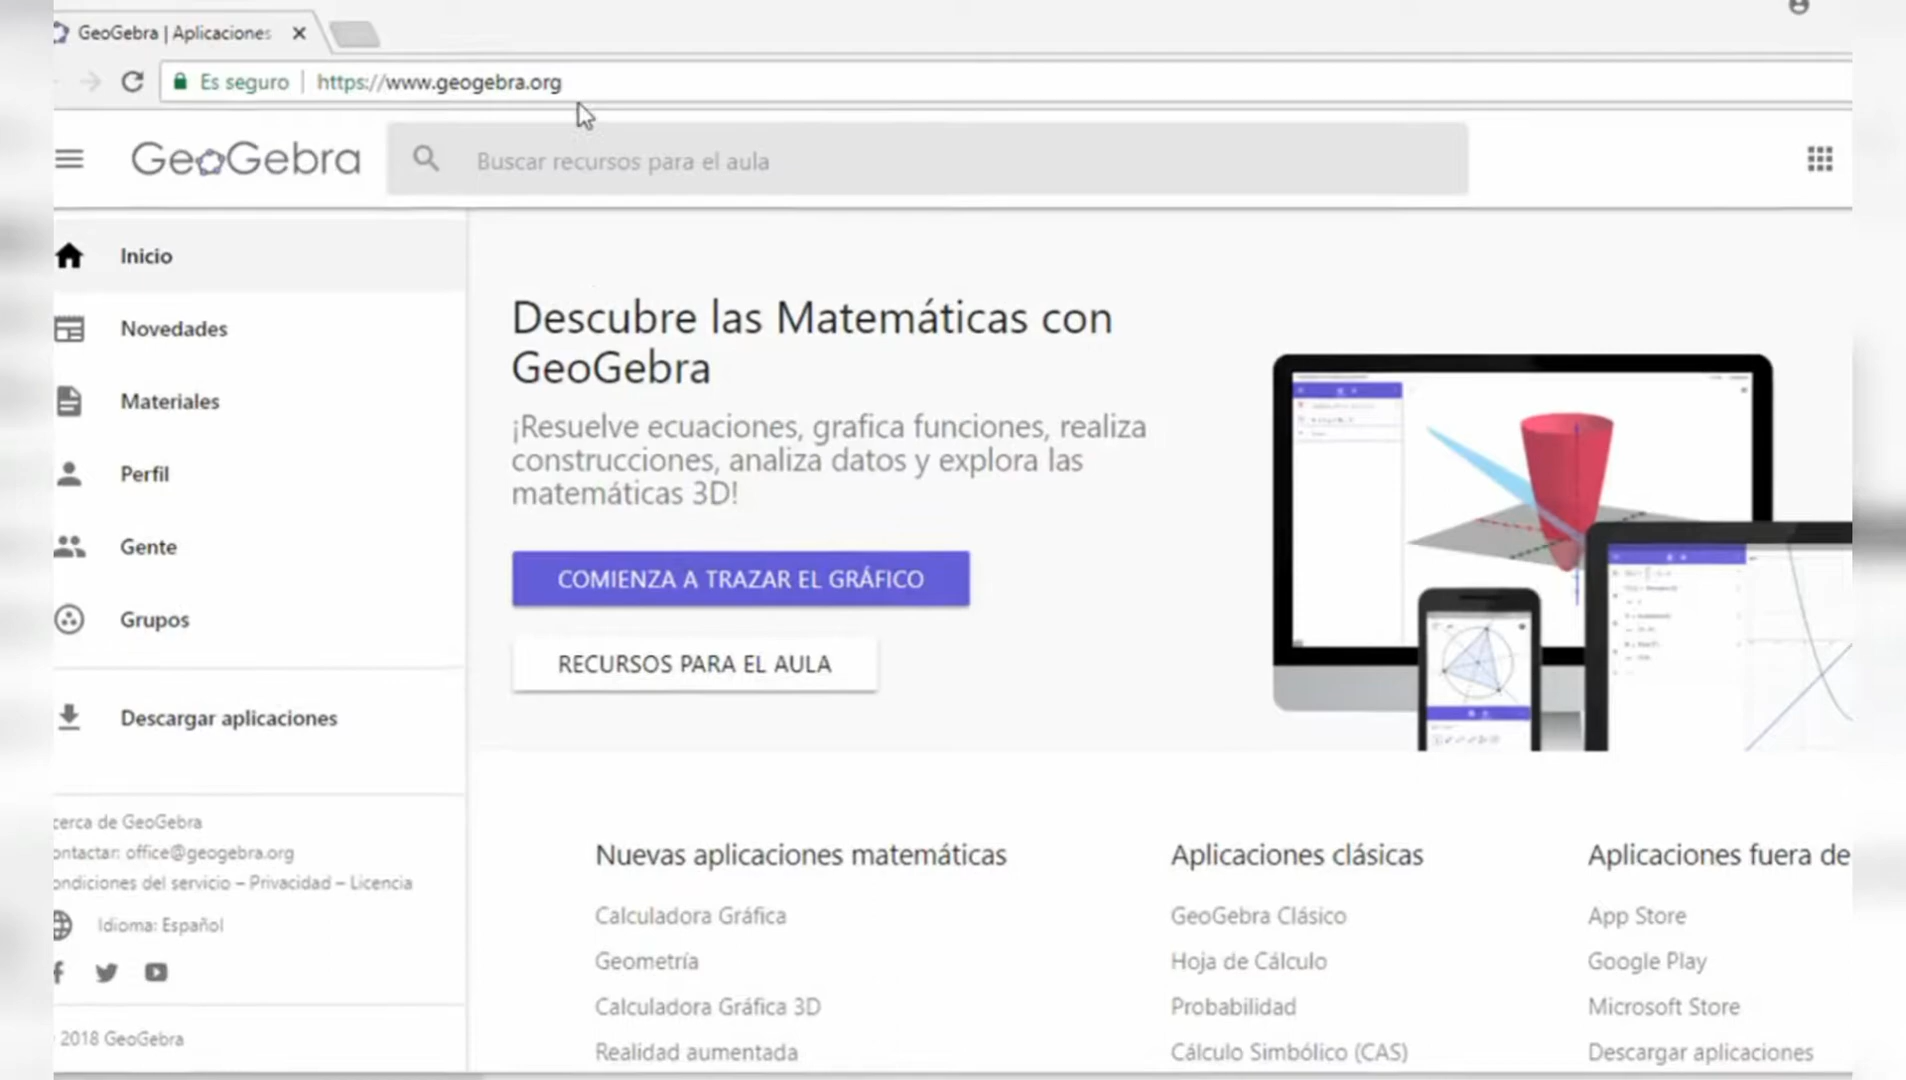 GeoGebra | Aplicaciones
Es seguro | https://www.geogebra.org
GeoGebra
Buscar recursos para el aula
Inicio
Novedades
Materiales
Perfil
Gente
Grupos
Descargar aplicaciones
cerca de GeoGebra
ontactar: office@geogebra.org
ondiciones del servicio – Privacidad – Licencia
Idioma: Español
2018 GeoGebra
Descubre las Matemáticas con
GeoGebra
¡Resuelve ecuaciones, grafica funciones, realiza
construcciones, analiza datos y explora las
matemáticas 3D!
COMIENZA A TRAZAR EL GRÁFICO
RECURSOS PARA EL AULA
Nuevas aplicaciones matemáticas
Calculadora Gráfica
Geometría
Calculadora Gráfica 3D
Realidad aumentada
Aplicaciones clásicas
GeoGebra Clásico
Hoja de Cálculo
Probabilidad
Cálculo Simbólico (CAS)
Aplicaciones fuera de
App Store
Google Play
Microsoft Store
Descargar aplicaciones